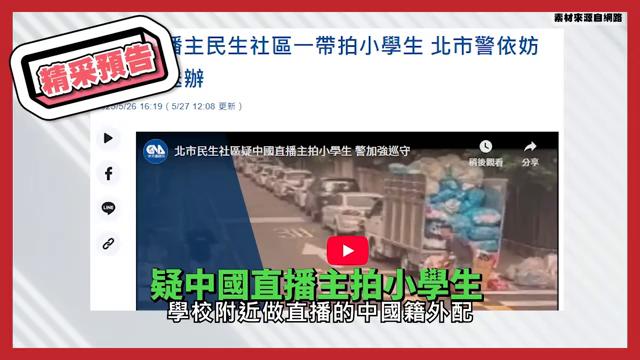 素材來源自網路
精采預告
播主民生社區一帶拍小學生 北市警依妨
辦
5/26 16:19（5/27 12:08 更新）
CNA
北市民生社區疑中國直播主拍小學生 警加強巡守
稍後觀看
分享
LINE
疑中國直播主拍小學生
學校附近做直播的中國籍外配